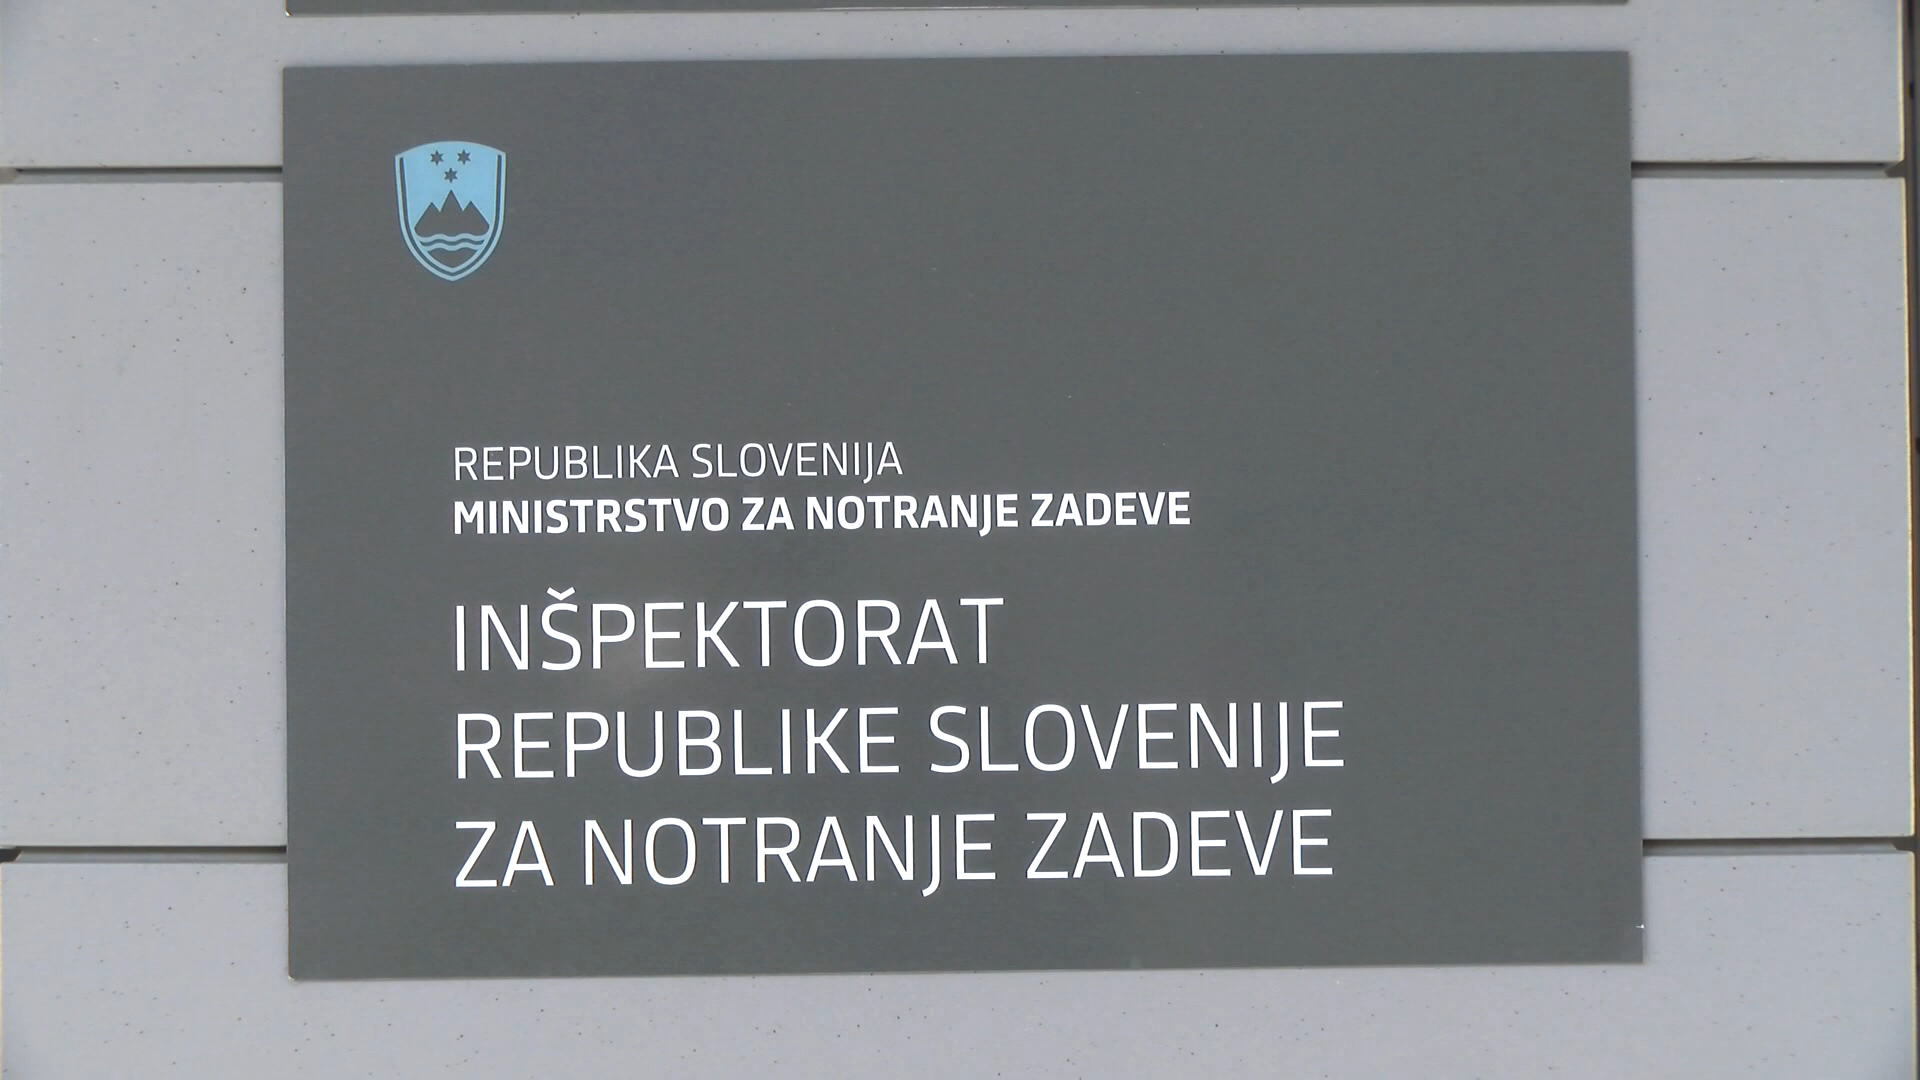 REPUBLIKA SLOVENIJA
MINISTRSTVO ZA NOTRANJE ZADEVE
INŠPEKTORAT
REPUBLIKE SLOVENIJE
ZA NOTRANJE ZADEVE